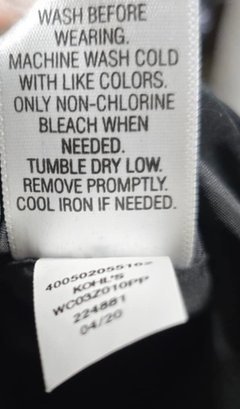 WASH BEFORE
WEARING.
MACHINE WASH COLD
WITH LIKE COLORS.
ONLY NON-CHLORINE
BLEACH WHEN
NEEDED.
TUMBLE DRY LOW.
REMOVE PROMPTLY.
COOL IRON IF NEEDED.
KOHL'S
WC03Z010PP
224881
04/20